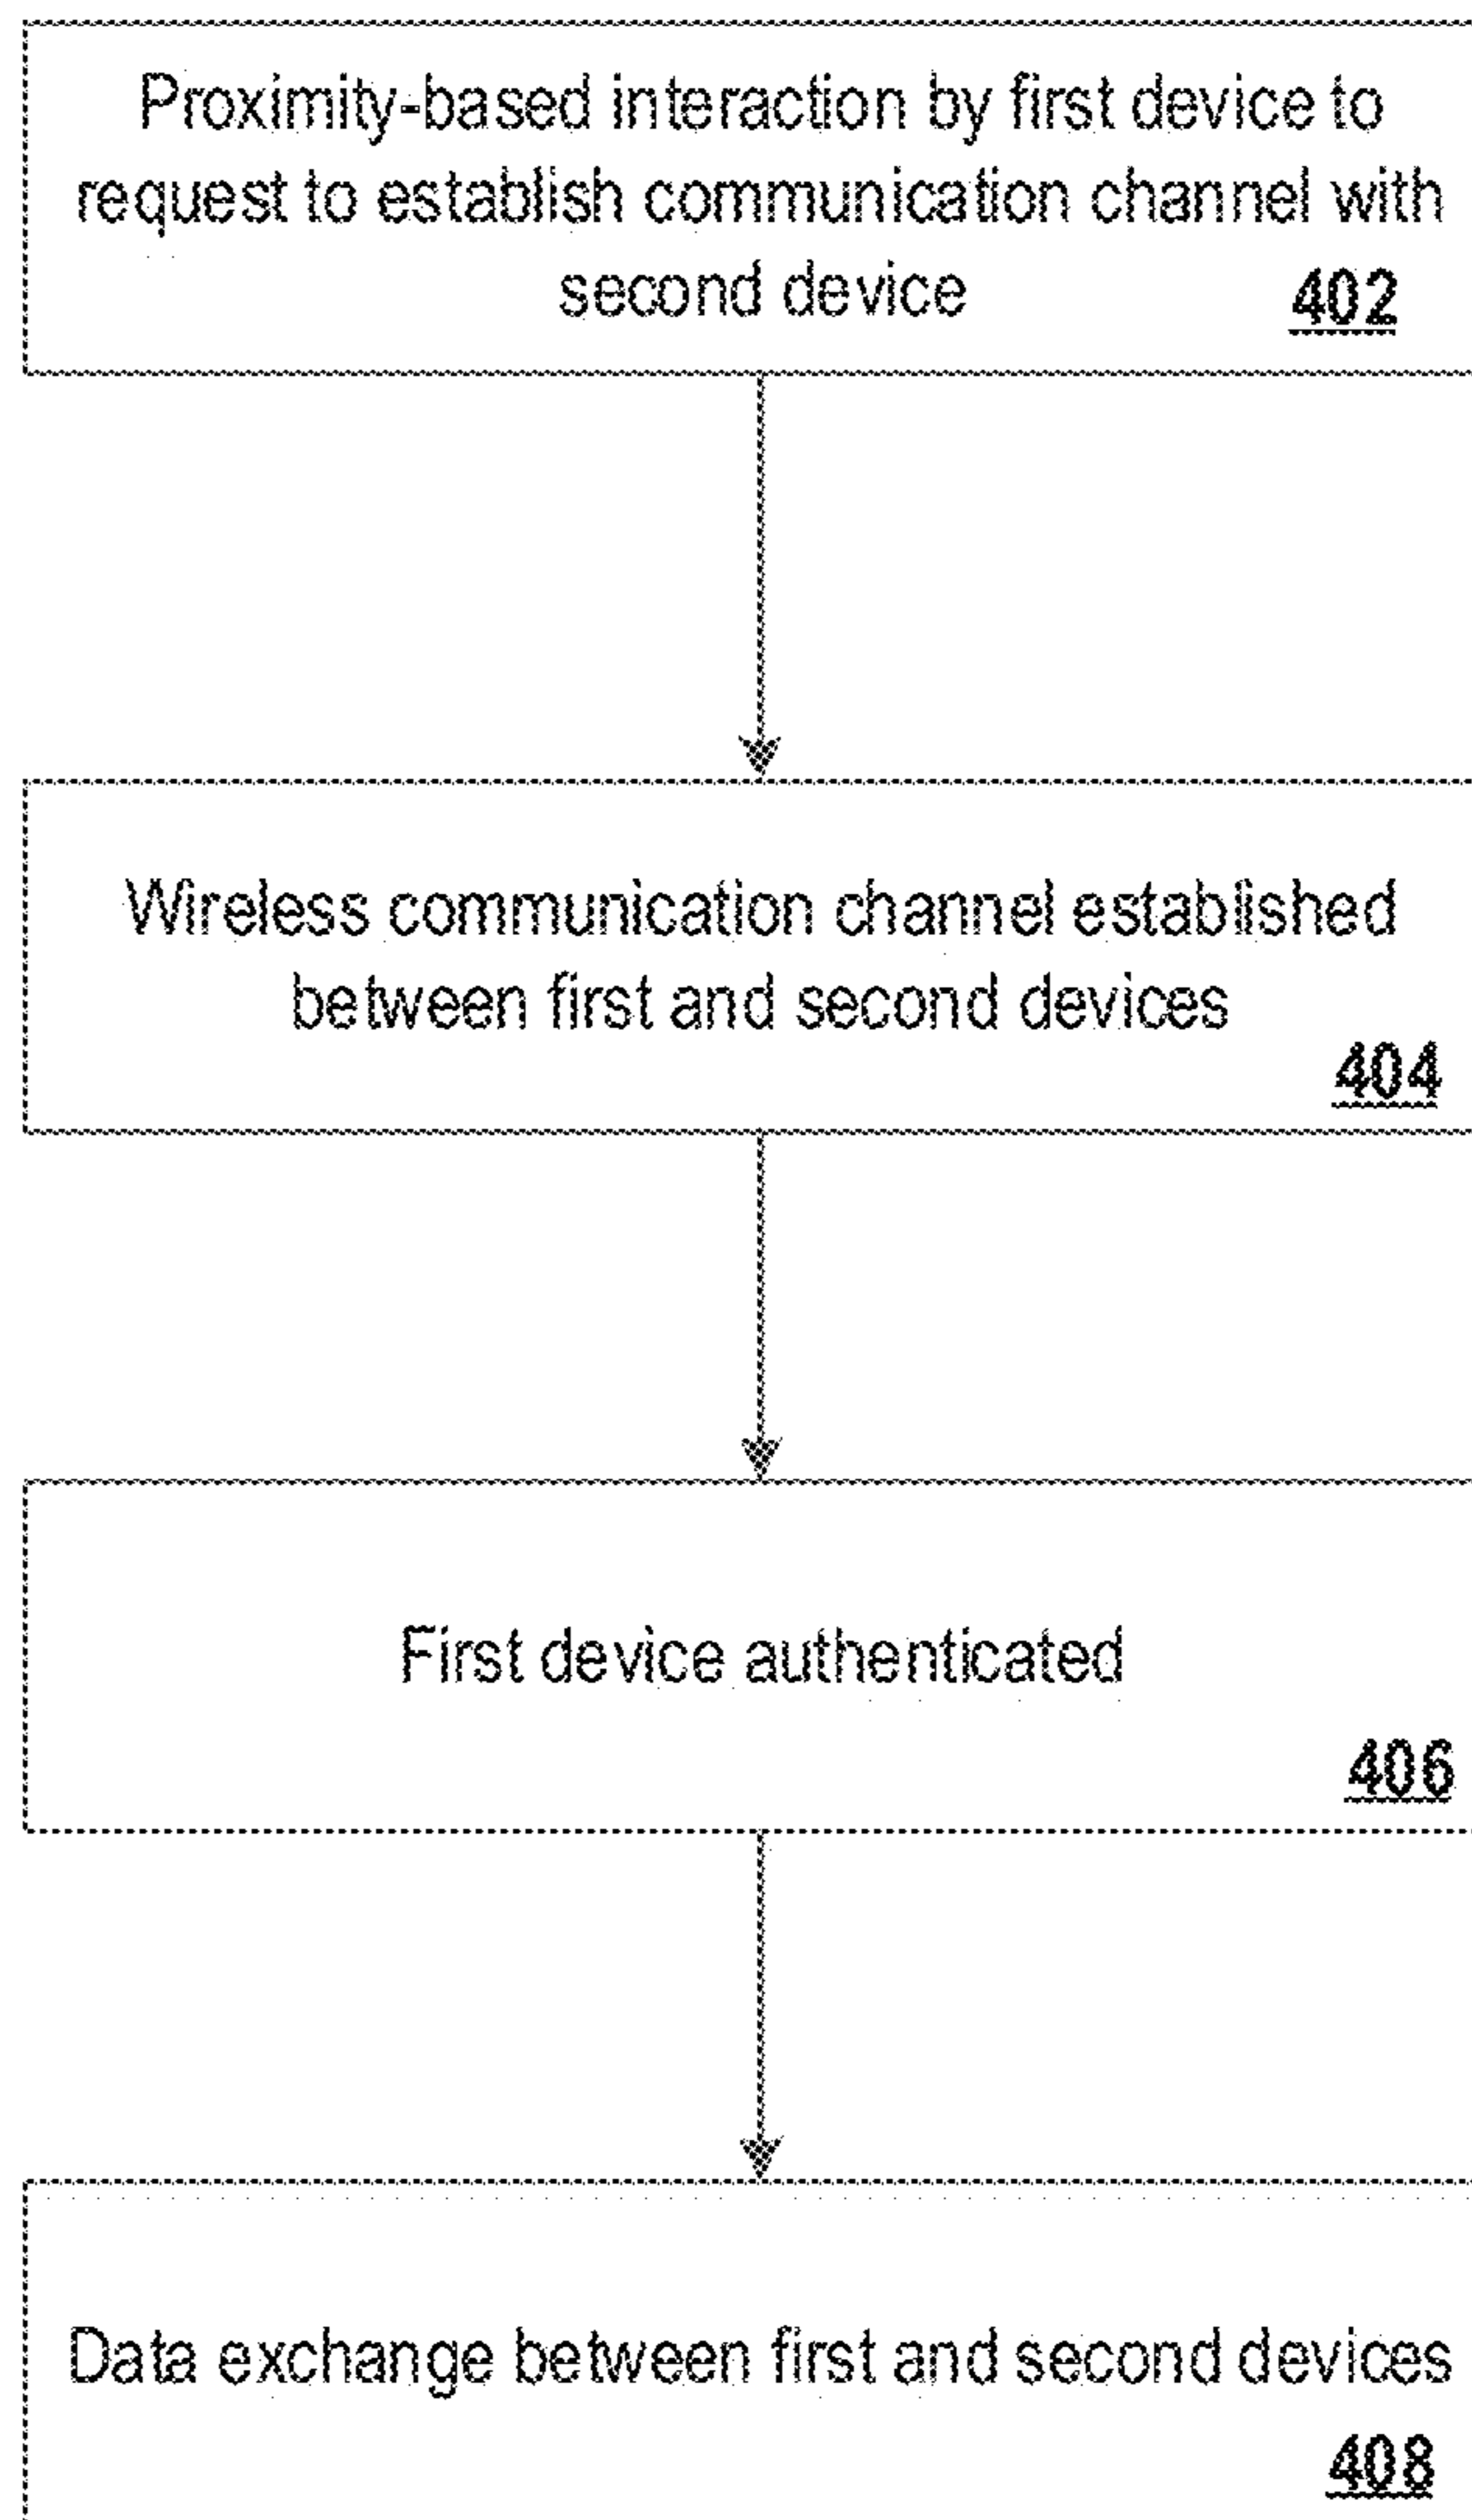 Proximity-based interaction by first device to
request to establish communication channel with
second device 402
Wireless communication channel established
between first and second devices
404
First device authenticated
406
Data exchange between first and second devices
408